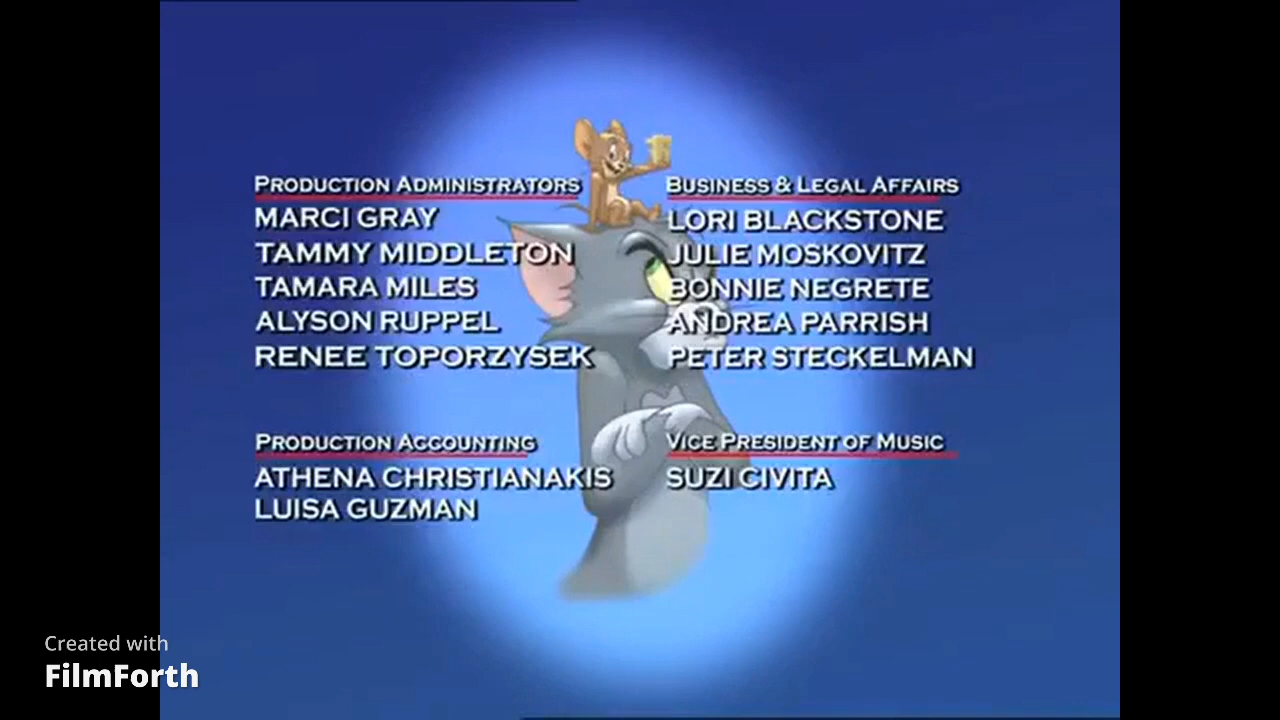 PRODUCTION ADMINISTRATORS
MARCI GRAY
TAMMY MIDDLETON
TAMARA MILES
ALYSON RUPPEL
RENEE TOPORZYSEK
BUSINESS & LEGAL AFFAIRS
LORI BLACKSTONE
JULIE MOSKOVITZ
BONNIE NEGRETE
ANDREA PARRISH
PETER STECKELMAN
PRODUCTION ACCOUNTING
ATHENA CHRISTIANAKIS
LUISA GUZMAN
VICE PRESIDENT OF MUSIC
SUZI CIVITA
Created with
FilmForth